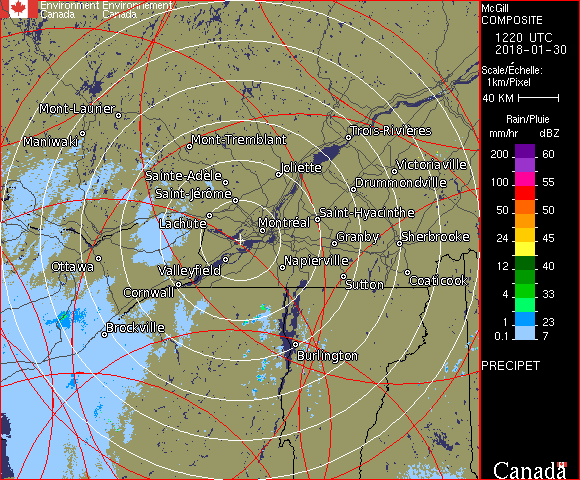 Environment Environnement
Canada Canada
McGill
COMPOSITE
1220 UTC
2018-01-30
Scale/Échelle:
1km/Pixel
40 KM
Rain/Pluie
mm/hr dBZ
200 60
155
100 55
50 50
24 45
12 40
4 33
1 23
0.1 7
PRECIPET
Canada
Mont-Laurier
Maniwaki
Mont-Tremblant
Trois-Rivières
Joliette
Victoriaville
Sainte-Adèle
Saint-Jérôme
Drummondville
Lachute
Montréal
Saint-Hyacinthe
Granby
Sherbrooke
Ottawa
Valleyfield
Napierville
Cornwall
Sutton
Coaticook
Brockville
Burlington